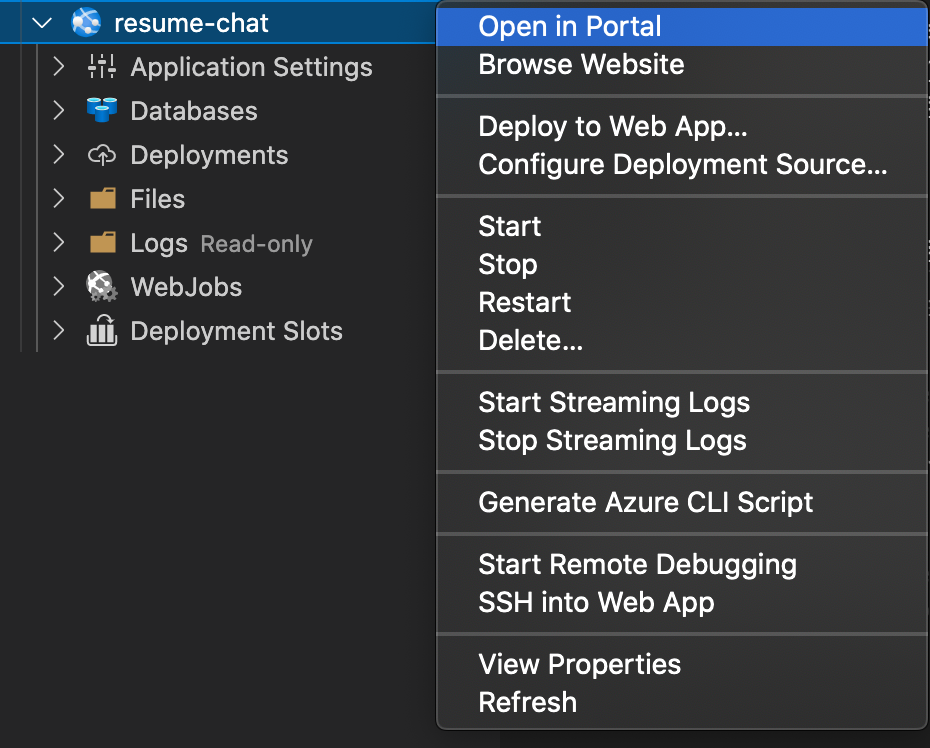 resume-chat
Application Settings
Databases
Deployments
Files
Logs Read-only
WebJobs
Deployment Slots
Open in Portal
Browse Website
Deploy to Web App...
Configure Deployment Source...
Start
Stop
Restart
Delete...
Start Streaming Logs
Stop Streaming Logs
Generate Azure CLI Script
Start Remote Debugging
SSH into Web App
View Properties
Refresh